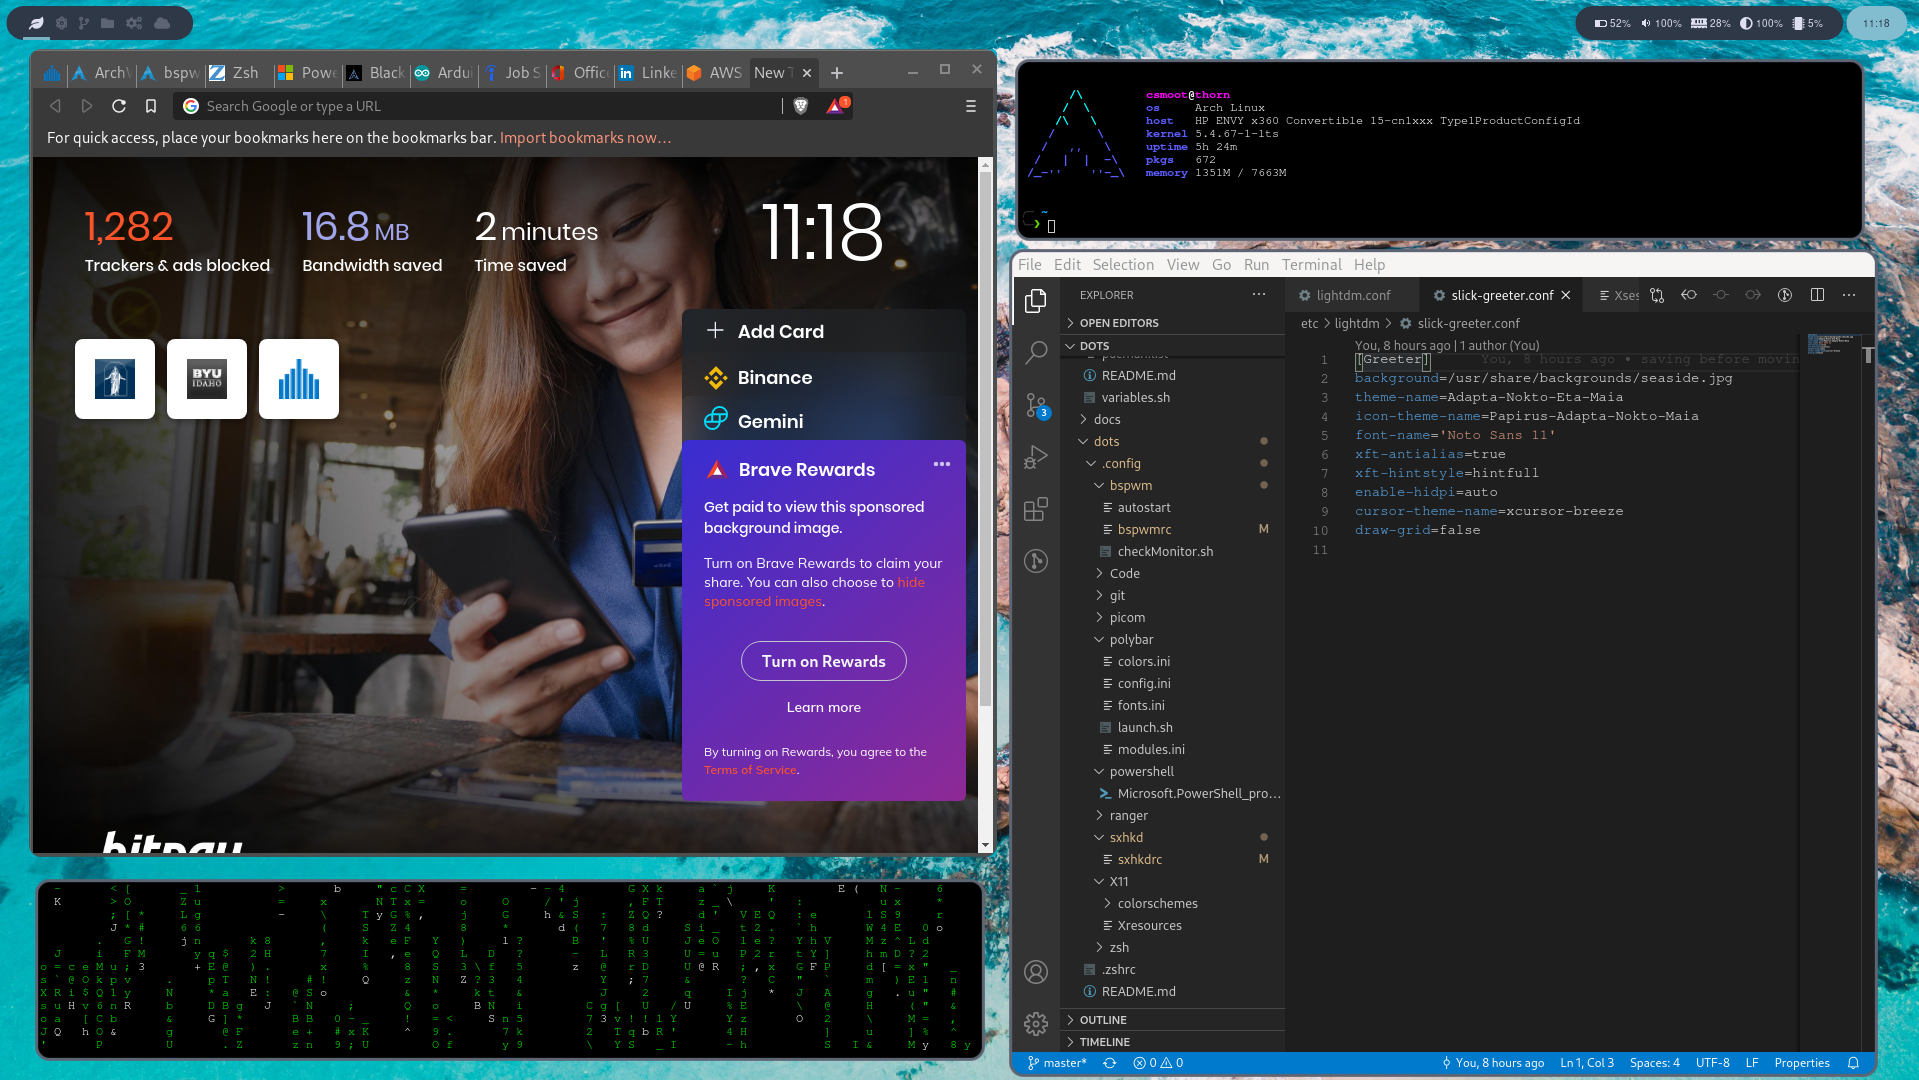 52% 100% 28% 100% 5% 11:18
Arch bspw Zsh Powe Black Ardui Job S Office Linke AWS New T
Search Google or type a URL
1
For quick access, place your bookmarks here on the bookmarks bar. Import bookmarks now...
1,282
Trackers & ads blocked
16.8 MB
Bandwidth saved
2 minutes
Time saved
11:18
BYU
IDAHO
Add Card
Binance
Gemini
Brave Rewards
Get paid to view this sponsored
background image.
Turn on Brave Rewards to claim your
share. You can also choose to hide
sponsored images.
Turn on Rewards
Learn more
By turning on Rewards, you agree to the
Terms of Service.
bitpay
csmoot@thorn
os Arch Linux
host HP ENVY x360 Convertible 15-cn1xxx Type1ProductConfigId
kernel 5.4.67-1-lts
uptime 5h 24m
pkgs 672
memory 1351M / 7663M
~
File Edit Selection View Go Run Terminal Help
EXPLORER
OPEN EDITORS
DOTS
README.md
variables.sh
docs
dots
.config
bspwm
autostart
bspwmrc M
checkMonitor.sh
Code
git
picom
polybar
colors.ini
config.ini
fonts.ini
launch.sh
modules.ini
powershell
Microsoft.PowerShell_pro...
ranger
sxhkd
sxhkdrc M
X11
colorschemes
Xresources
zsh
.zshrc
README.md
OUTLINE
TIMELINE
3
lightdm.conf slick-greeter.conf Xses
etc > lightdm > slick-greeter.conf
You, 8 hours ago | 1 author (You)
1 [Greeter] You, 8 hours ago • saving before movin
2 background=/usr/share/backgrounds/seaside.jpg
3 theme-name=Adapta-Nokto-Eta-Maia
4 icon-theme-name=Papirus-Adapta-Nokto-Maia
5 font-name='Noto Sans 11'
6 xft-antialias=true
7 xft-hintstyle=hintfull
8 enable-hidpi=auto
9 cursor-theme-name=xcursor-breeze
10 draw-grid=false
11
master* 0 0 You, 8 hours ago Ln 1, Col 3 Spaces: 4 UTF-8 LF Properties